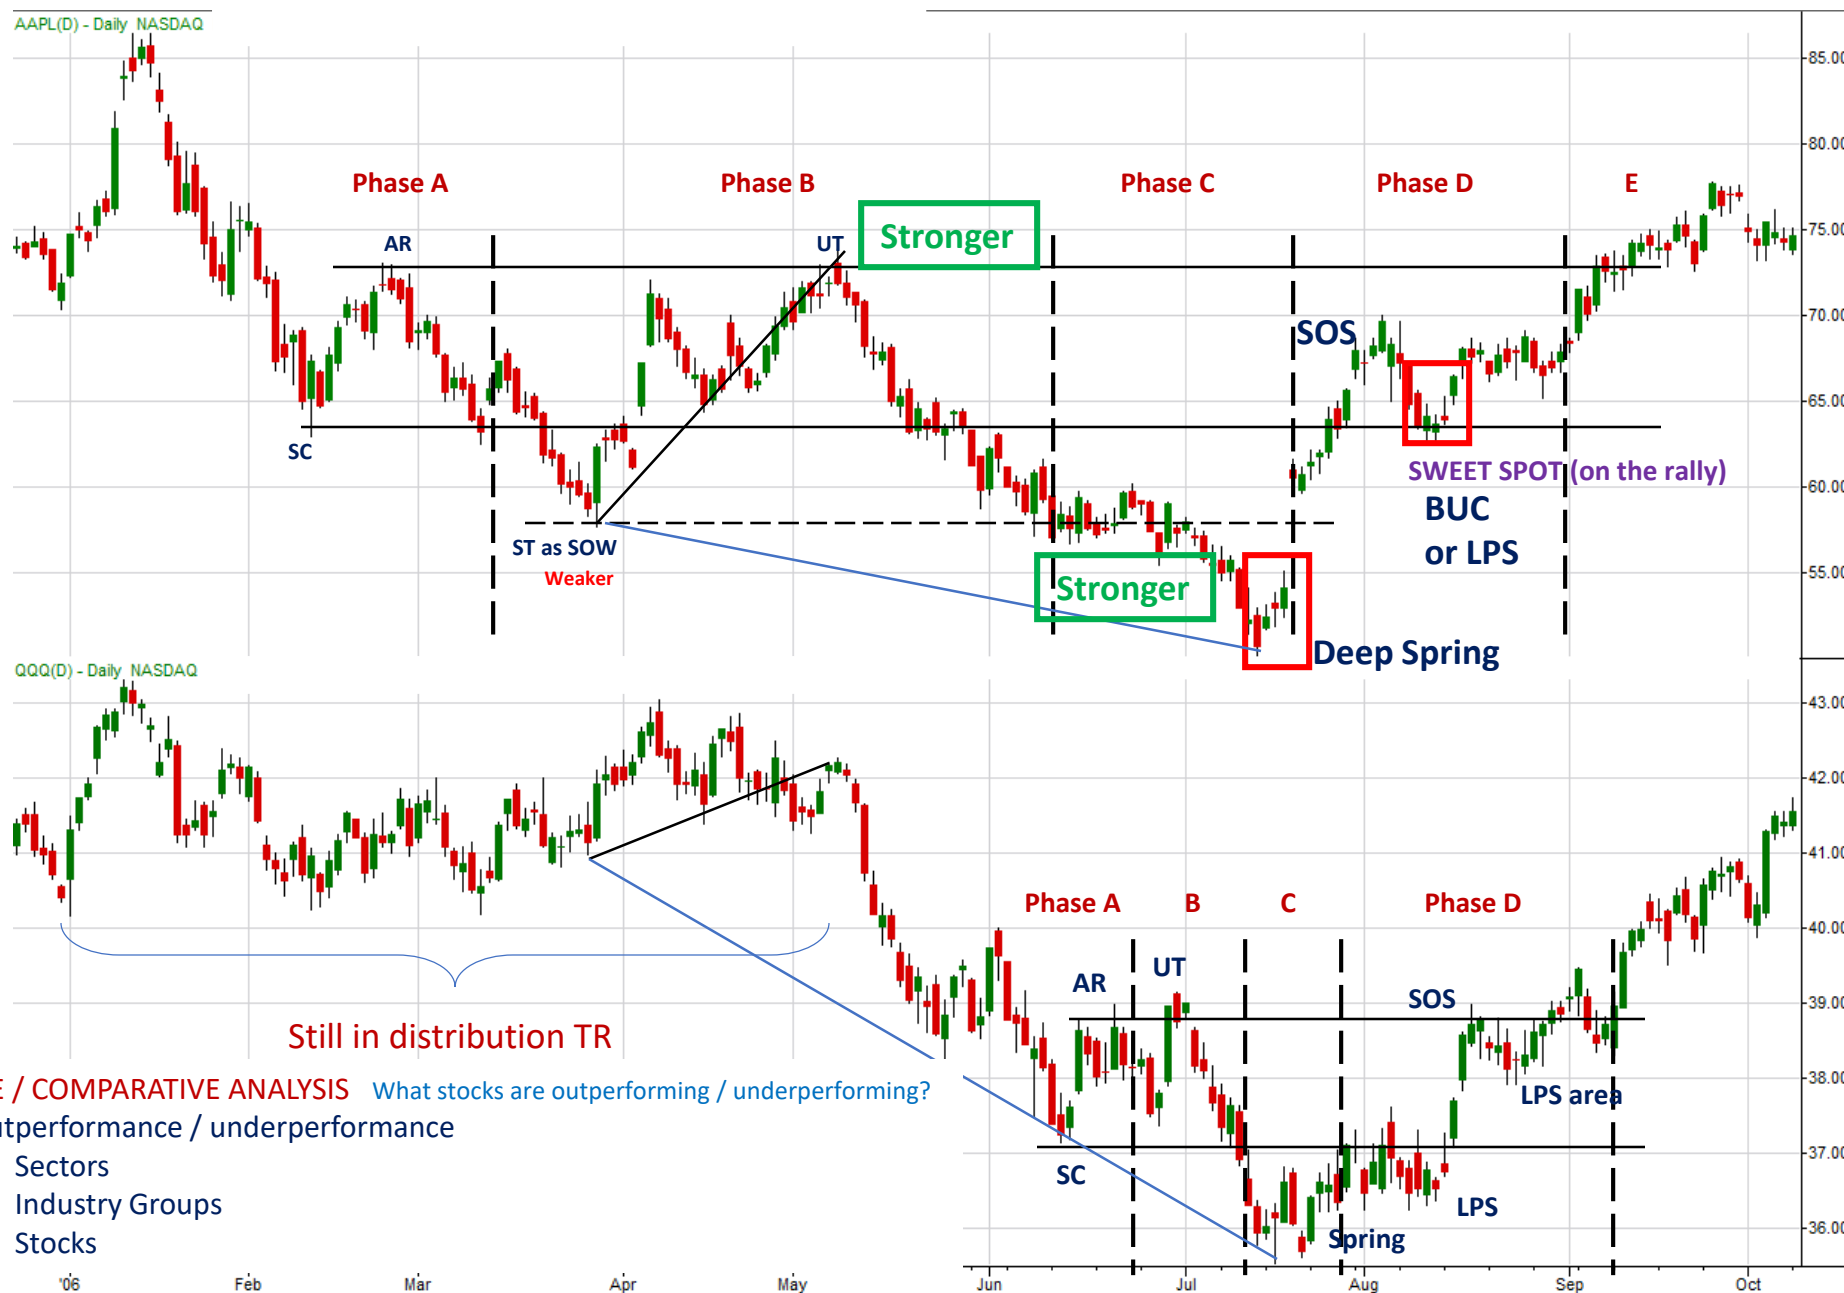 AAPL(D) - Daily NASDAQ
85.00
80.00
Phase A
Phase B
Phase C
Phase D
E
AR
UT
Stronger
75.00
70.00
SOS
65.00
SC
SWEET SPOT (on the rally)
60.00
BUC
or LPS
ST as SOW
Weaker
55.00
Stronger
Deep Spring
QQQ(D) - Daily NASDAQ
43.00
42.00
41.00
Phase A
B
C
Phase D
40.00
AR
UT
SOS
39.00
Still in distribution TR
38.00
E / COMPARATIVE ANALYSIS What stocks are outperforming / underperforming?
LPS area
utperformance / underperformance
37.00
Sectors
SC
Industry Groups
LPS
Stocks
Spring
36.00
'06
Feb
Mar
Apr
May
Jun
Jul
Aug
Sep
Oct